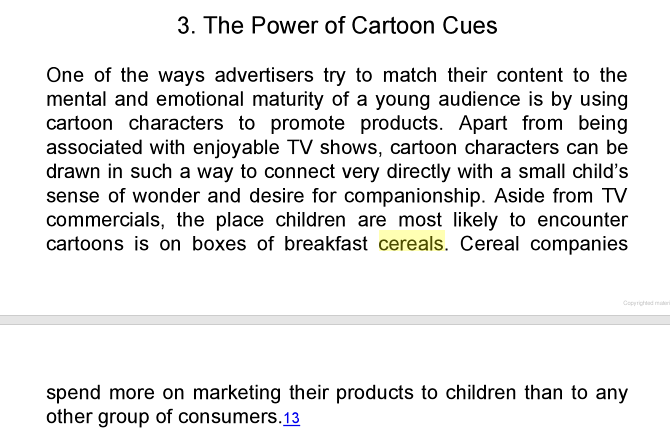 3. The Power of Cartoon Cues
One of the ways advertisers try to match their content to the
mental and emotional maturity of a young audience is by using
cartoon characters to promote products. Apart from being
associated with enjoyable TV shows, cartoon characters can be
drawn in such a way to connect very directly with a small child's
sense of wonder and desire for companionship. Aside from TV
commercials, the place children are most likely to encounter
cartoons is on boxes of breakfast cereals. Cereal companies
Copyrighted mater
spend more on marketing their products to children than to any
other group of consumers.13